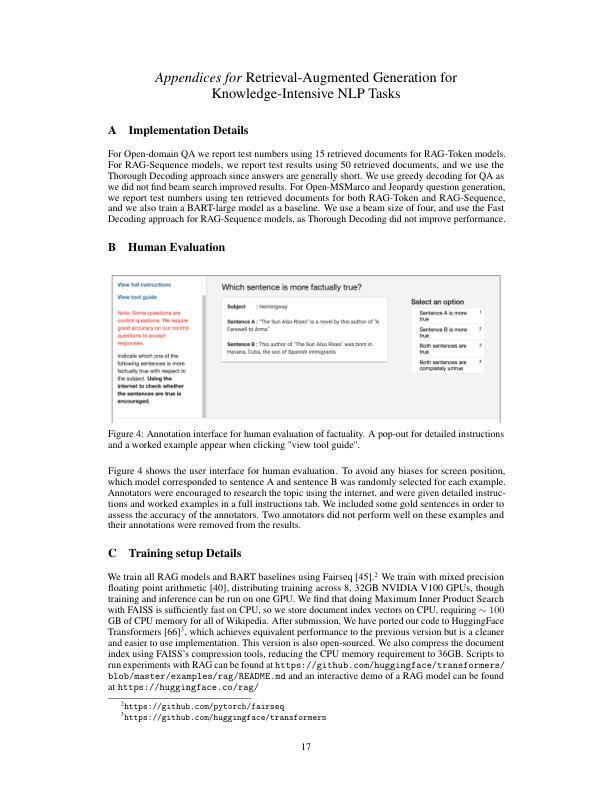 Appendices for Retrieval-Augmented Generation for
Knowledge-Intensive NLP Tasks
A Implementation Details
For Open-domain QA we report test numbers using 15 retrieved documents for RAG-Token models.
For RAG-Sequence models, we report test results using 50 retrieved documents, and we use the
Thorough Decoding approach since answers are generally short. We use greedy decoding for QA as
we did not find beam search improved results. For Open-MSMarco and Jeopardy question generation,
we report test numbers using ten retrieved documents for both RAG-Token and RAG-Sequence,
and we also train a BART-large model as a baseline. We use a beam size of four, and use the Fast
Decoding approach for RAG-Sequence models, as Thorough Decoding did not improve performance.
B Human Evaluation
View full instructions
View tool guide
Note: Some questions are
control questions. We require
good accuracy on our control
questions to accept
responses.
Indicate which one of the
following sentences is more
factually true with respect to
the subject. Using the
internet to check whether
the sentences are true is
encouraged.
Which sentence is more factually true?
Subject : Hemingway
Sentence A : "The Sun Also Rises" is a novel by this author of "A
Farewell to Arms"
Sentence B : This author of "The Sun Also Rises" was born in
Havana, Cuba, the son of Spanish immigrants
Select an option
Sentence A is more 1
true
Sentence B is more 2
true
Both sentences are 3
true
Both sentences are 4
completely untrue
Figure 4: Annotation interface for human evaluation of factuality. A pop-out for detailed instructions
and a worked example appear when clicking "view tool guide".
Figure 4 shows the user interface for human evaluation. To avoid any biases for screen position,
which model corresponded to sentence A and sentence B was randomly selected for each example.
Annotators were encouraged to research the topic using the internet, and were given detailed instruc-
tions and worked examples in a full instructions tab. We included some gold sentences in order to
assess the accuracy of the annotators. Two annotators did not perform well on these examples and
their annotations were removed from the results.
C Training setup Details
We train all RAG models and BART baselines using Fairseq [45].2 We train with mixed precision
floating point arithmetic [40], distributing training across 8, 32GB NVIDIA V100 GPUs, though
training and inference can be run on one GPU. We find that doing Maximum Inner Product Search
with FAISS is sufficiently fast on CPU, so we store document index vectors on CPU, requiring ∼ 100
GB of CPU memory for all of Wikipedia. After submission, We have ported our code to HuggingFace
Transformers [66]3, which achieves equivalent performance to the previous version but is a cleaner
and easier to use implementation. This version is also open-sourced. We also compress the document
index using FAISS's compression tools, reducing the CPU memory requirement to 36GB. Scripts to
run experiments with RAG can be found at https://github.com/huggingface/transformers/
blob/master/examples/rag/README.md and an interactive demo of a RAG model can be found
at https://huggingface.co/rag/
2https://github.com/pytorch/fairseq
3https://github.com/huggingface/transformers
17